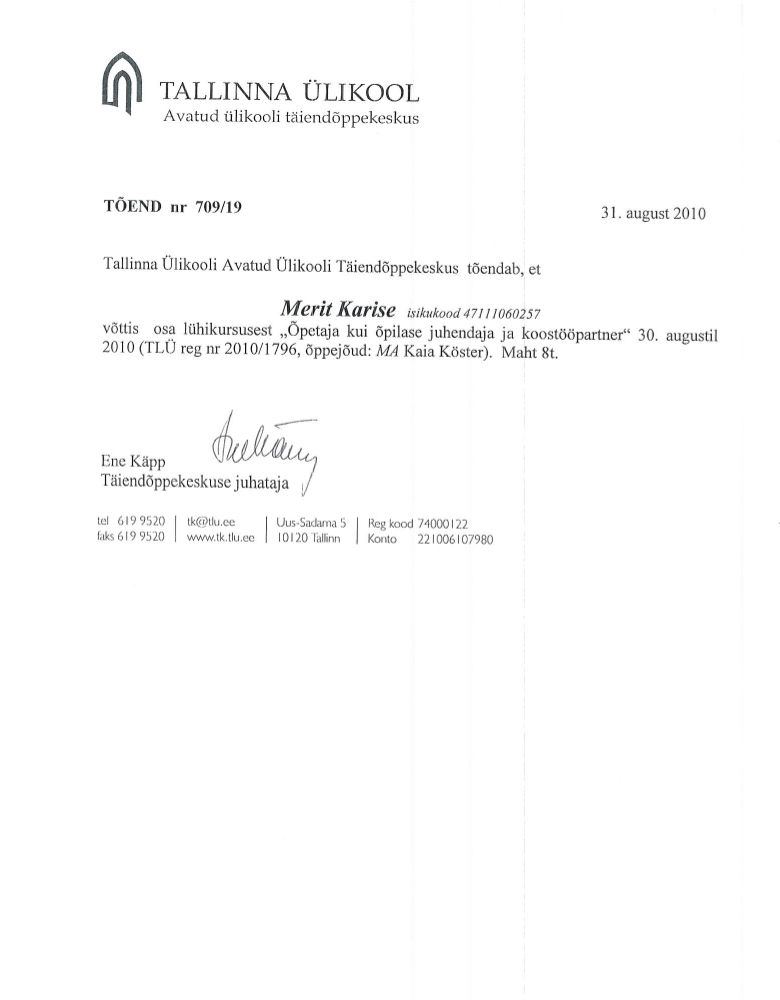 TALLINNA ÜLIKOOL
Avatud ülikooli täiendõppekeskus
TÕEND nr 709/19
31. august 2010
Tallinna Ülikooli Avatud Ülikooli Täiendõppekeskus tõendab, et
Merit Karise isikukood 47111060257
võttis osa lühikursusest „Õpetaja kui õpilase juhendaja ja koostööpartner“ 30. augustil
2010 (TLÜ reg nr 2010/1796, õppejõud: MA Kaia Köster). Maht 8t.
Ene Käpp
Täiendõppekeskuse juhataja
tel 619 9520 | tk@tlu.ee | Uus-Sadama 5 | Reg kood 74000122
faks 619 9520 | www.tk.tlu.ee | 10120 Tallinn | Konto 221006107980